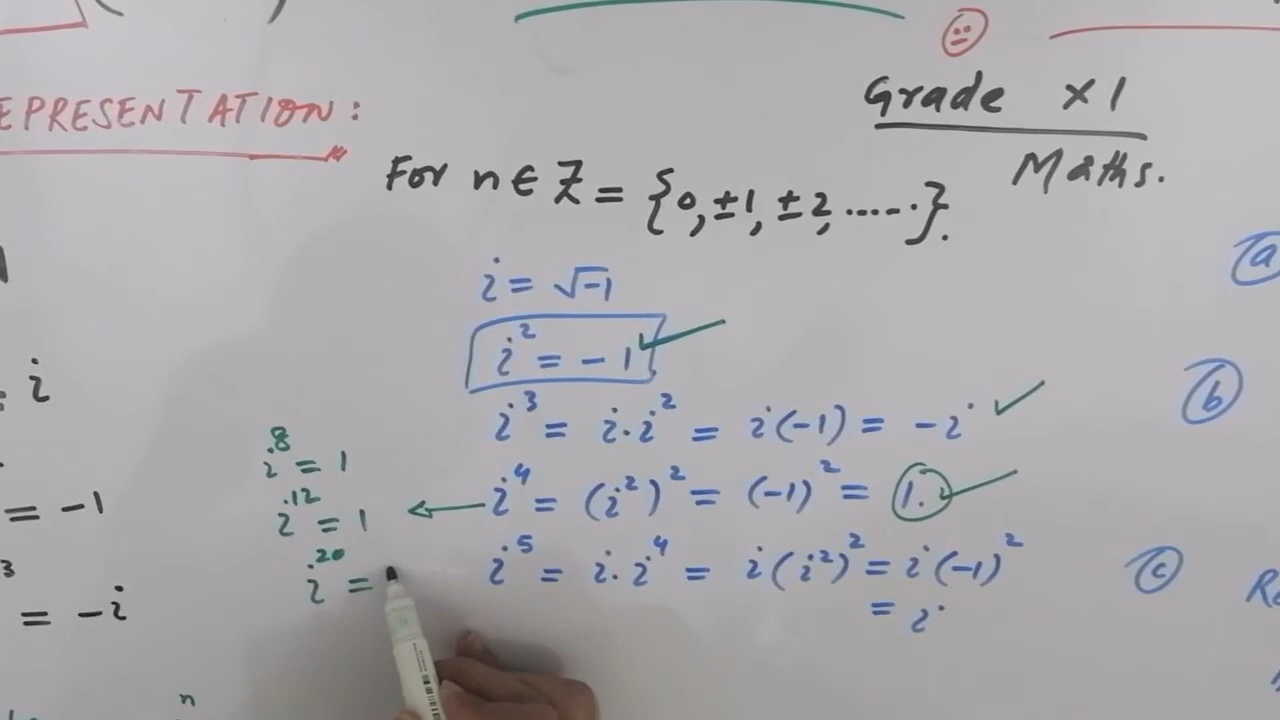 EPRESENTATION:
Grade XI
Maths.
For n ∈ Z = {0, ±1, ±2, .....}.
i = √-1
i² = -1
i³ = i.i² = i(-1) = -i
i⁴ = (i²)² = (-1)² = 1.
i⁵ = i.i⁴ = i(i²)² = i(-1)²
= i
i⁸ = 1
i¹² = 1
i²⁰ =
i
= -1
3
= -i
n
a
b
c